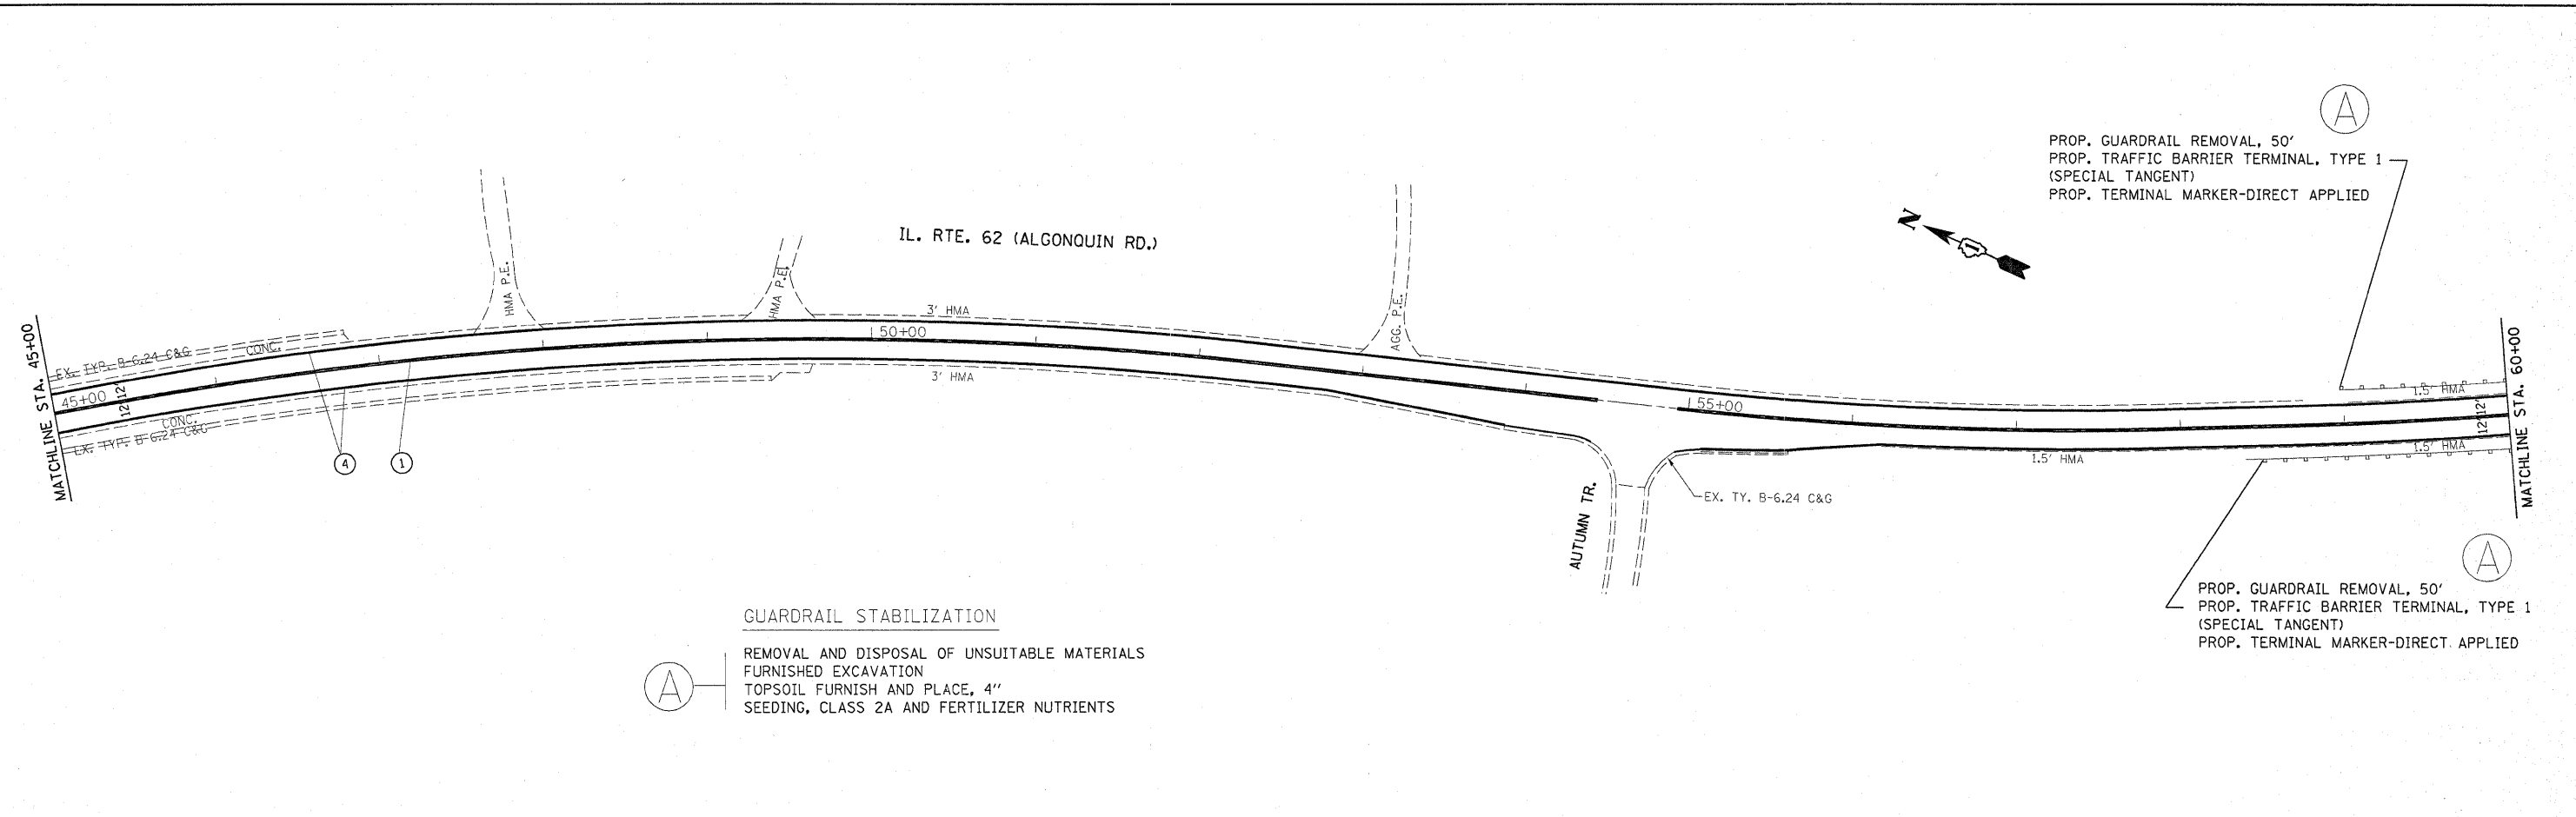 A
PROP. GUARDRAIL REMOVAL, 50'
PROP. TRAFFIC BARRIER TERMINAL, TYPE 1
(SPECIAL TANGENT)
PROP. TERMINAL MARKER-DIRECT APPLIED
N
1
IL. RTE. 62 (ALGONQUIN RD.)
HMA P.E.
HMA P.E.
AGG. P.E.
3' HMA
50+00
3' HMA
MATCHLINE STA. 45+00
EX. TYP. B-6.24 C&G
CONC.
45+00
12'
12'
CONC.
EX. TYP. B-6.24 C&G
4
1
55+00
1.5' HMA
12'
12'
1.5' HMA
1.5' HMA
MATCHLINE STA. 60+00
EX. TY. B-6.24 C&G
AUTUMN TR.
A
PROP. GUARDRAIL REMOVAL, 50'
PROP. TRAFFIC BARRIER TERMINAL, TYPE 1
(SPECIAL TANGENT)
PROP. TERMINAL MARKER-DIRECT APPLIED
GUARDRAIL STABILIZATION
A
REMOVAL AND DISPOSAL OF UNSUITABLE MATERIALS
FURNISHED EXCAVATION
TOPSOIL FURNISH AND PLACE, 4"
SEEDING, CLASS 2A AND FERTILIZER NUTRIENTS